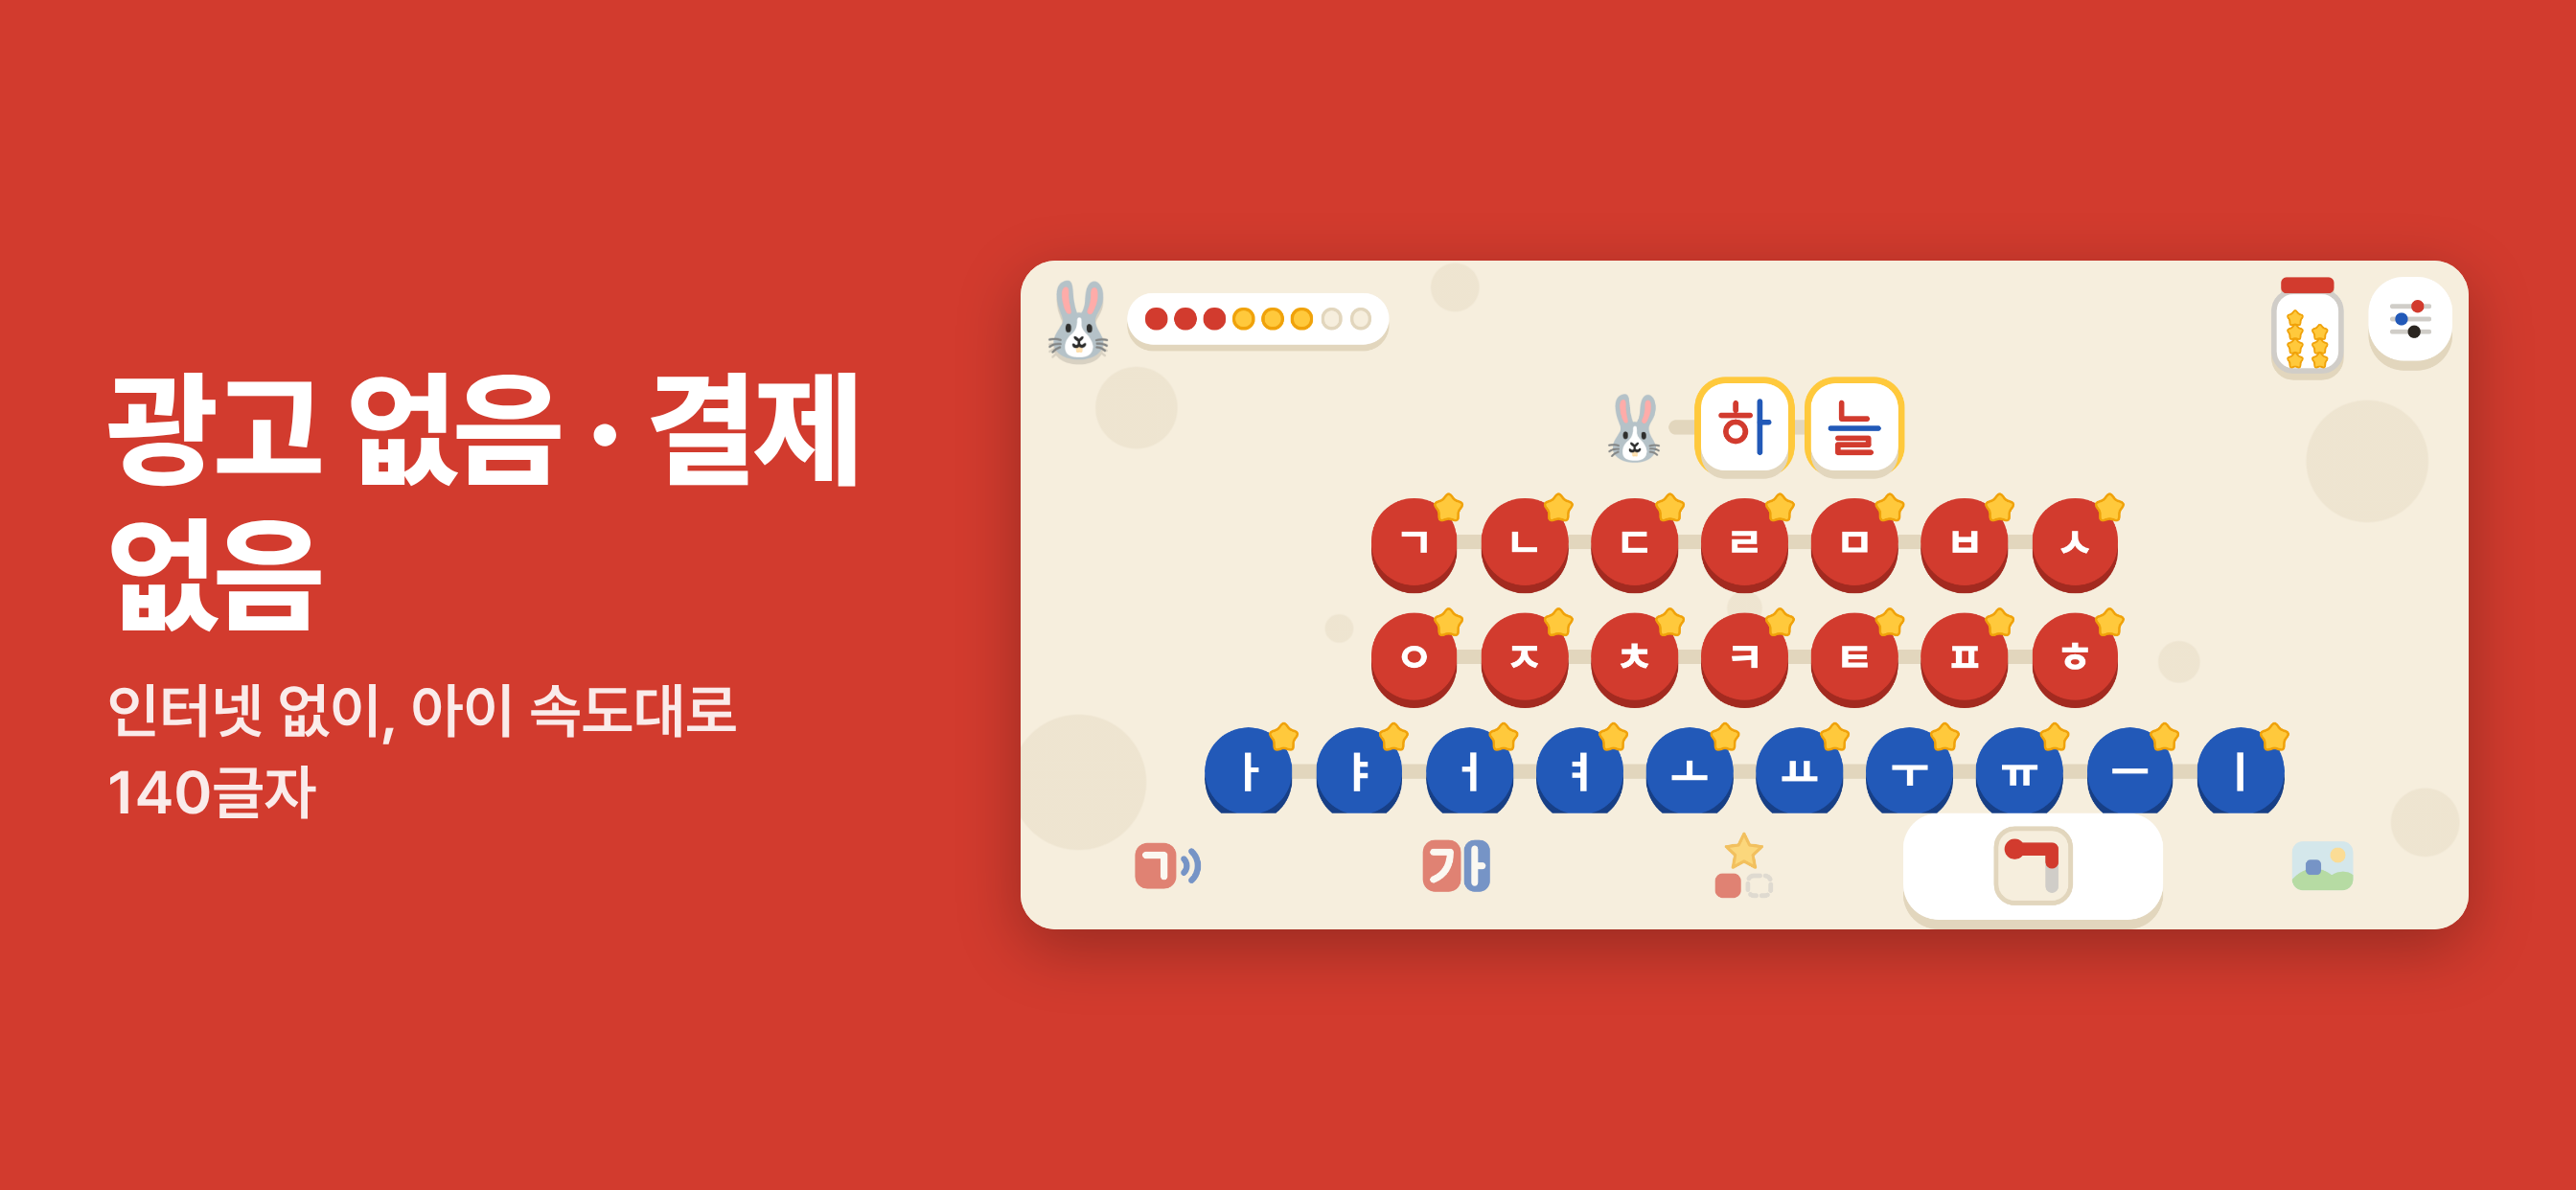 광고 없음 · 결제
없음
인터넷 없이, 아이 속도대로
140글자
하 늘
ㄱ ㄴ ㄷ ㄹ ㅁ ㅂ ㅅ
ㅇ ㅈ ㅊ ㅋ ㅌ ㅍ ㅎ
ㅏ ㅑ ㅓ ㅕ ㅗ ㅛ ㅜ ㅠ ㅡ ㅣ
ㄱ 가 ㄱ